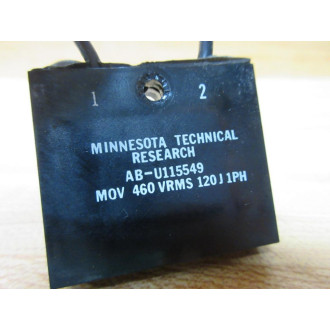 1 2
MINNESOTA TECHNICAL
RESEARCH
AB-U115549
MOV 460 VRMS 120J 1PH